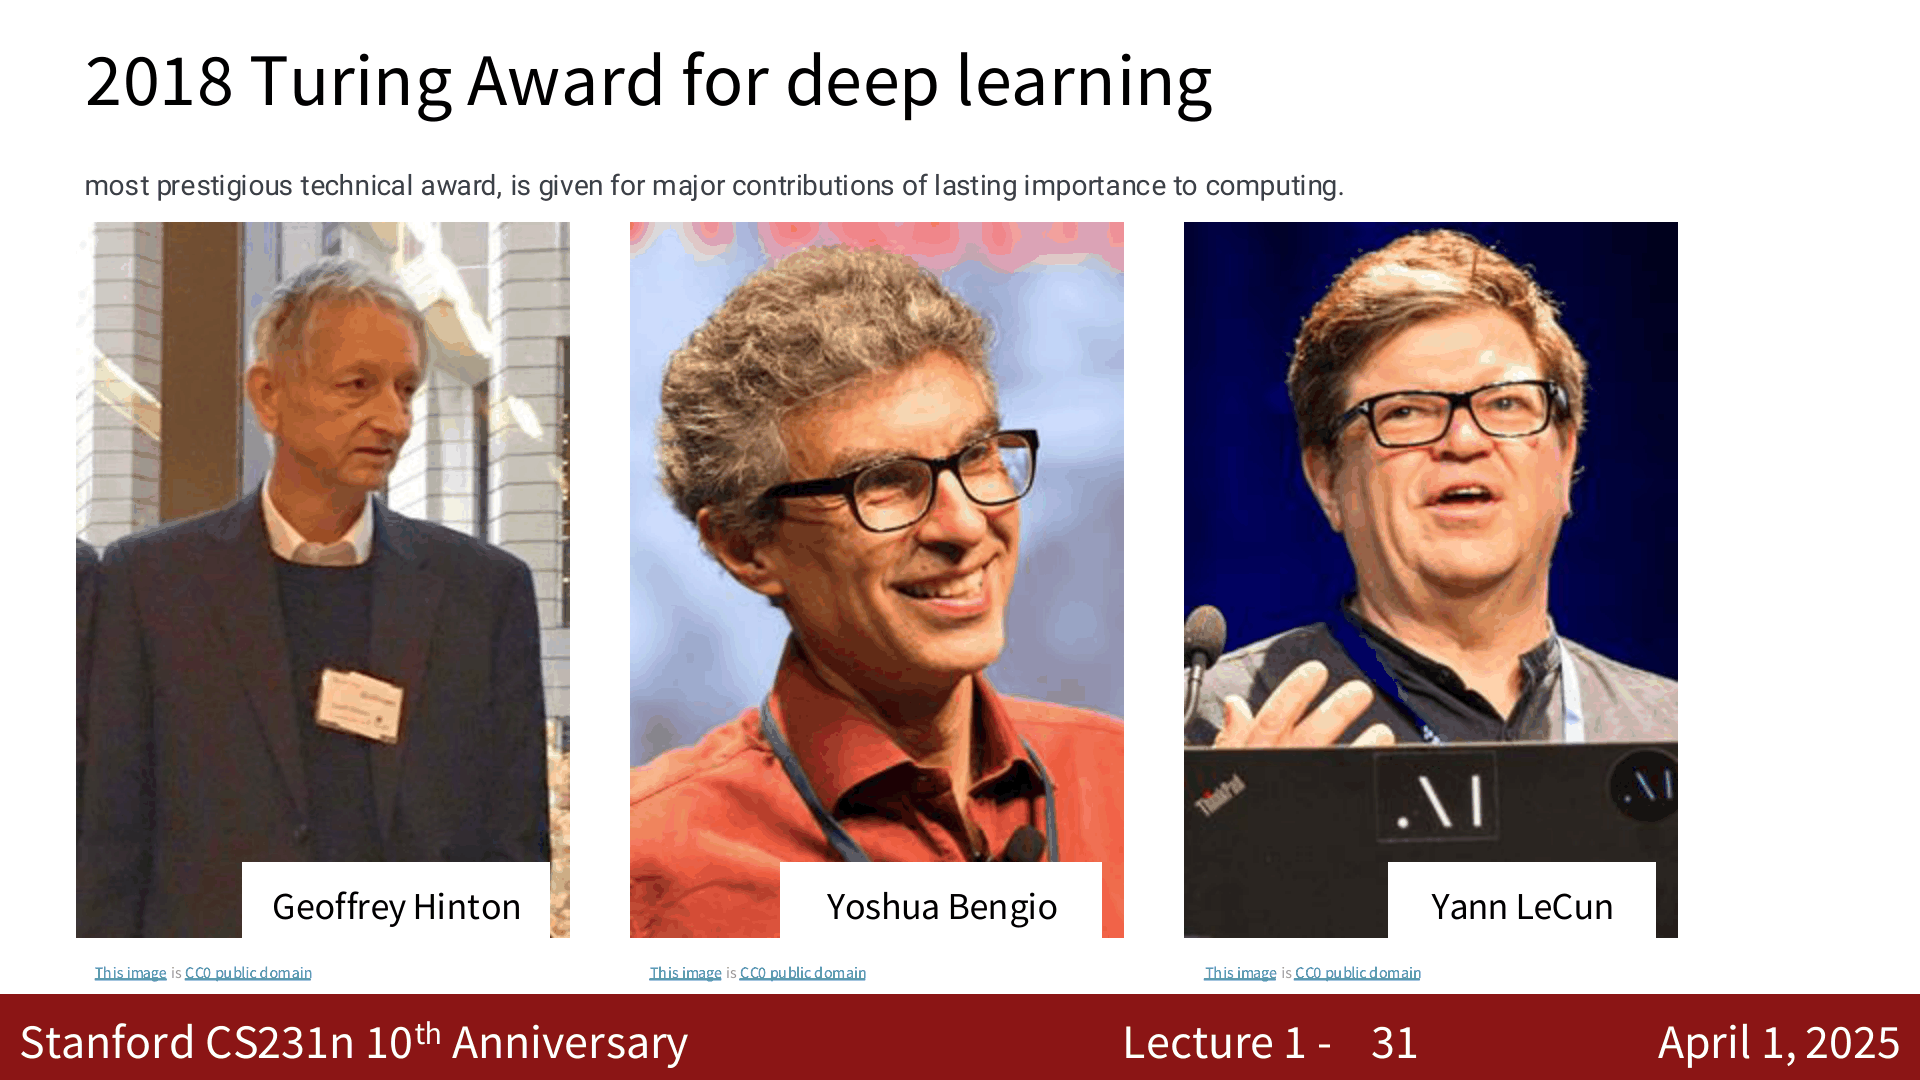 2018 Turing Award for deep learning
most prestigious technical award, is given for major contributions of lasting importance to computing.
ThinkPad
.\I
.\I
Geoffrey Hinton
Yoshua Bengio
Yann LeCun
This image is CC0 public domain
This image is CC0 public domain
This image is CC0 public domain
Stanford CS231n 10th Anniversary
Lecture 1 - 31
April 1, 2025